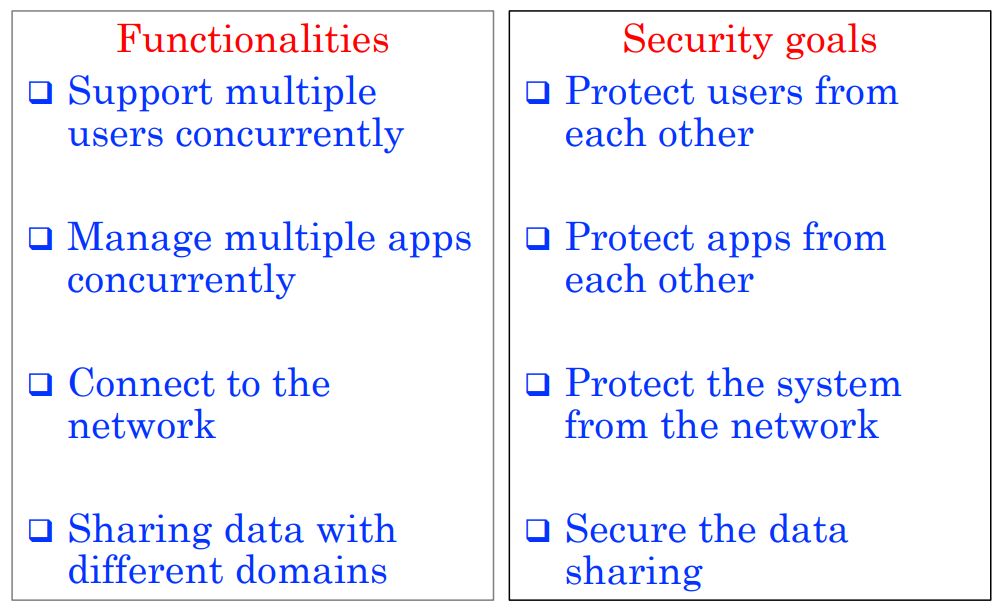 Functionalities
❑ Support multiple
users concurrently
❑ Manage multiple apps
concurrently
❑ Connect to the
network
❑ Sharing data with
different domains
Security goals
❑ Protect users from
each other
❑ Protect apps from
each other
❑ Protect the system
from the network
❑ Secure the data
sharing